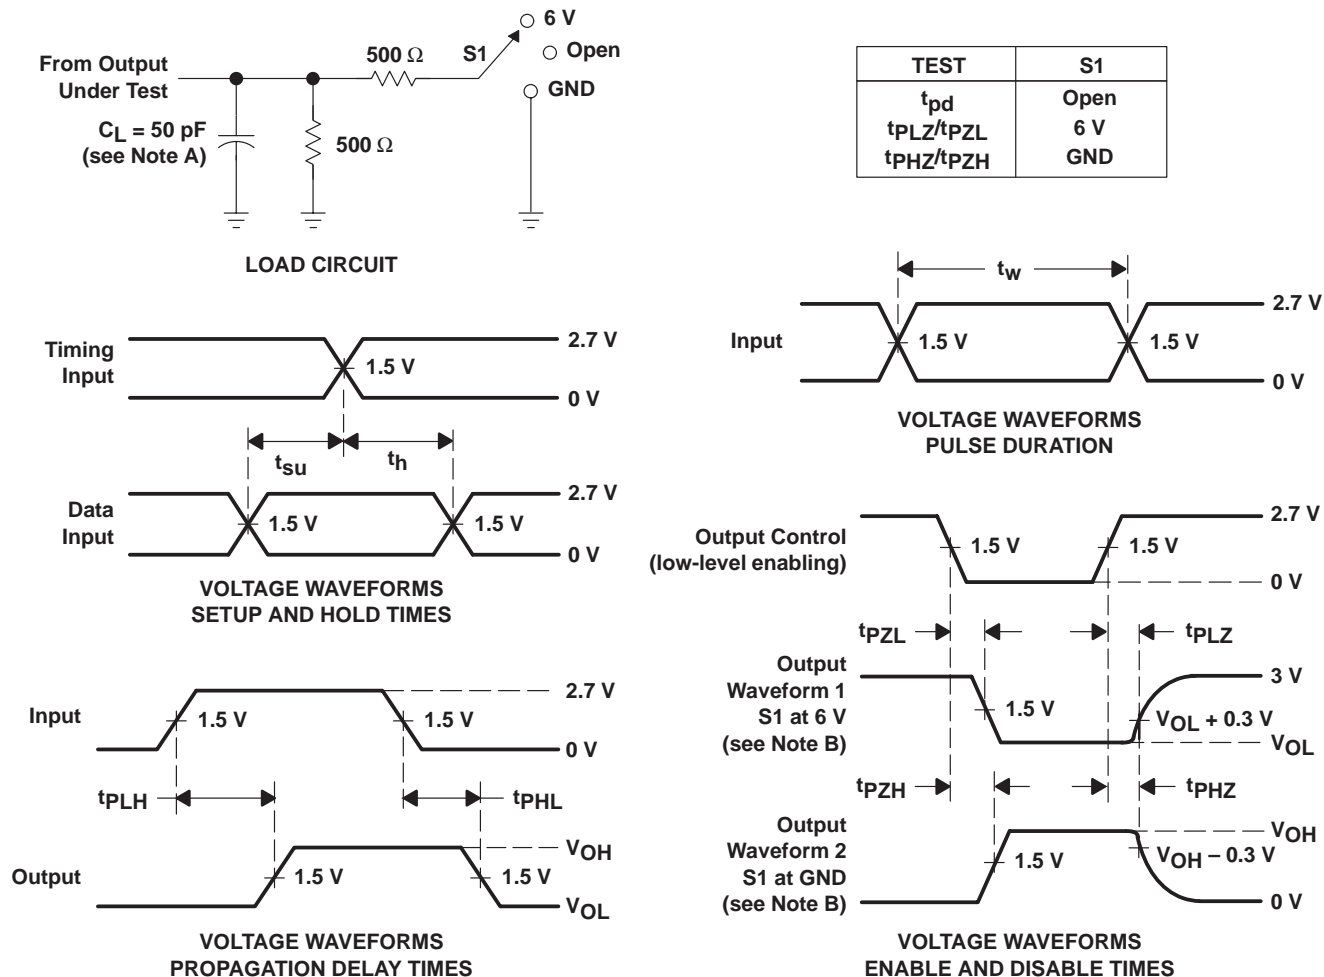 From Output
Under Test
CL = 50 pF
(see Note A)
500 Ω
500 Ω
S1
6 V
Open
GND
LOAD CIRCUIT
TEST S1
tpd Open
tPLZ/tPZL 6 V
tPHZ/tPZH GND
Timing
Input
1.5 V
2.7 V
0 V
tsu
th
Data
Input
1.5 V
1.5 V
2.7 V
0 V
VOLTAGE WAVEFORMS
SETUP AND HOLD TIMES
tw
Input
1.5 V
1.5 V
2.7 V
0 V
VOLTAGE WAVEFORMS
PULSE DURATION
Input
1.5 V
1.5 V
2.7 V
0 V
tPLH
tPHL
Output
1.5 V
1.5 V
VOH
VOL
VOLTAGE WAVEFORMS
PROPAGATION DELAY TIMES
Output Control
(low-level enabling)
1.5 V
1.5 V
2.7 V
0 V
tPZL
tPLZ
Output
Waveform 1
S1 at 6 V
(see Note B)
1.5 V
3 V
VOL + 0.3 V
VOL
tPZH
tPHZ
Output
Waveform 2
S1 at GND
(see Note B)
1.5 V
VOH
VOH – 0.3 V
0 V
VOLTAGE WAVEFORMS
ENABLE AND DISABLE TIMES